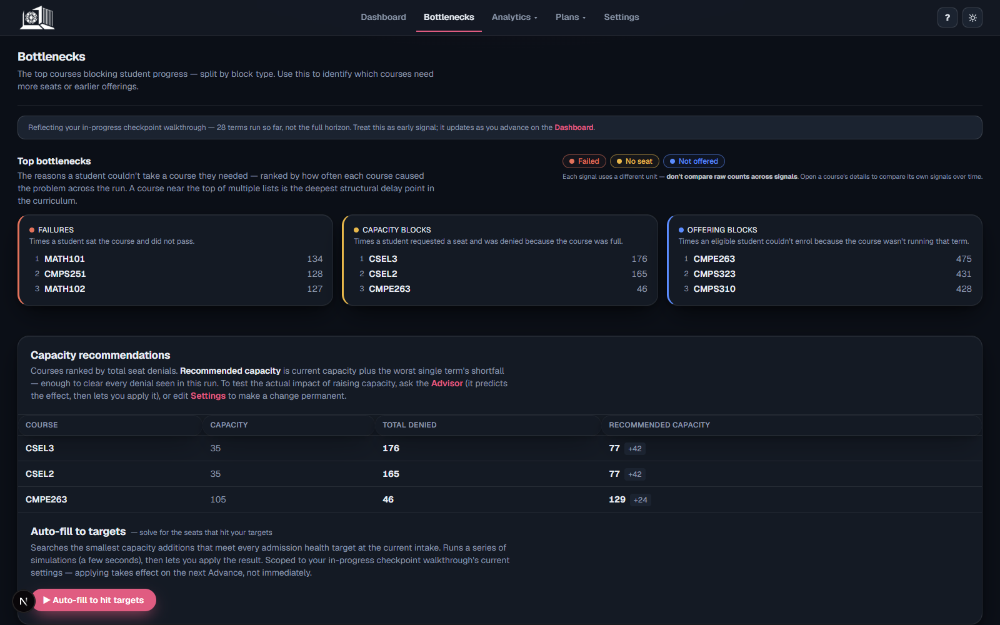 Dashboard Bottlenecks Analytics ▾ Plans ▾ Settings ?
Bottlenecks
The top courses blocking student progress — split by block type. Use this to identify which courses need
more seats or earlier offerings.
Reflecting your in-progress checkpoint walkthrough — 28 terms run so far, not the full horizon. Treat this as early signal; it updates as you advance on the Dashboard.
Top bottlenecks
The reasons a student couldn't take a course they needed — ranked by how often each course caused
the problem across the run. A course near the top of multiple lists is the deepest structural delay point in
the curriculum.
Failed No seat Not offered
Each signal uses a different unit — don't compare raw counts across signals. Open a course's details to compare its own signals over time.
FAILURES
Times a student sat the course and did not pass.
1 MATH101 134
2 CMPS251 128
3 MATH102 127
CAPACITY BLOCKS
Times a student requested a seat and was denied because the course was full.
1 CSEL3 176
2 CSEL2 165
3 CMPE263 46
OFFERING BLOCKS
Times an eligible student couldn't enrol because the course wasn't running that term.
1 CMPE263 475
2 CMPS323 431
3 CMPS310 428
Capacity recommendations
Courses ranked by total seat denials. Recommended capacity is current capacity plus the worst single term's shortfall
— enough to clear every denial seen in this run. To test the actual impact of raising capacity, ask the Advisor (it predicts
the effect, then lets you apply it), or edit Settings to make a change permanent.
COURSE CAPACITY TOTAL DENIED RECOMMENDED CAPACITY
CSEL3 35 176 77 +42
CSEL2 35 165 77 +42
CMPE263 105 46 129 +24
Auto-fill to targets — solve for the seats that hit your targets
Searches the smallest capacity additions that meet every admission health target at the current intake. Runs a series of
simulations (a few seconds), then lets you apply the result. Scoped to your in-progress checkpoint walkthrough's current
settings — applying takes effect on the next Advance, not immediately.
N
▶ Auto-fill to hit targets